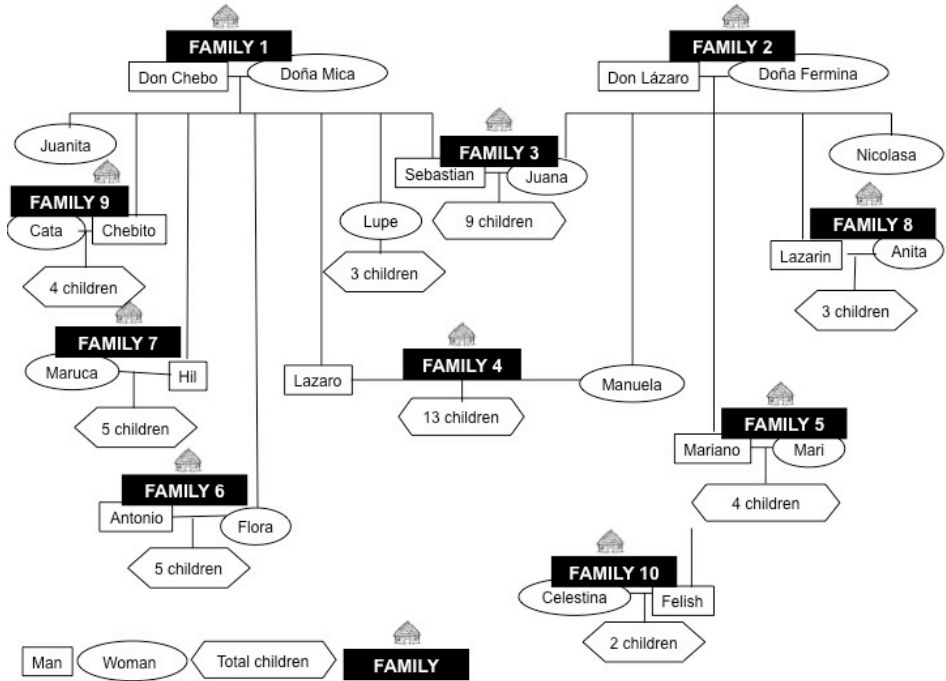 FAMILY 1
Don Chebo
Doña Mica
FAMILY 2
Don Lázaro
Doña Fermina
Juanita
FAMILY 3
Sebastian
Juana
9 children
Nicolasa
FAMILY 9
Cata
Chebito
4 children
Lupe
3 children
FAMILY 8
Lazarin
Anita
3 children
FAMILY 7
Maruca
Hil
5 children
FAMILY 4
Lazaro
Manuela
13 children
FAMILY 5
Mariano
Mari
4 children
FAMILY 6
Antonio
Flora
5 children
FAMILY 10
Celestina
Felish
2 children
Man
Woman
Total children
FAMILY